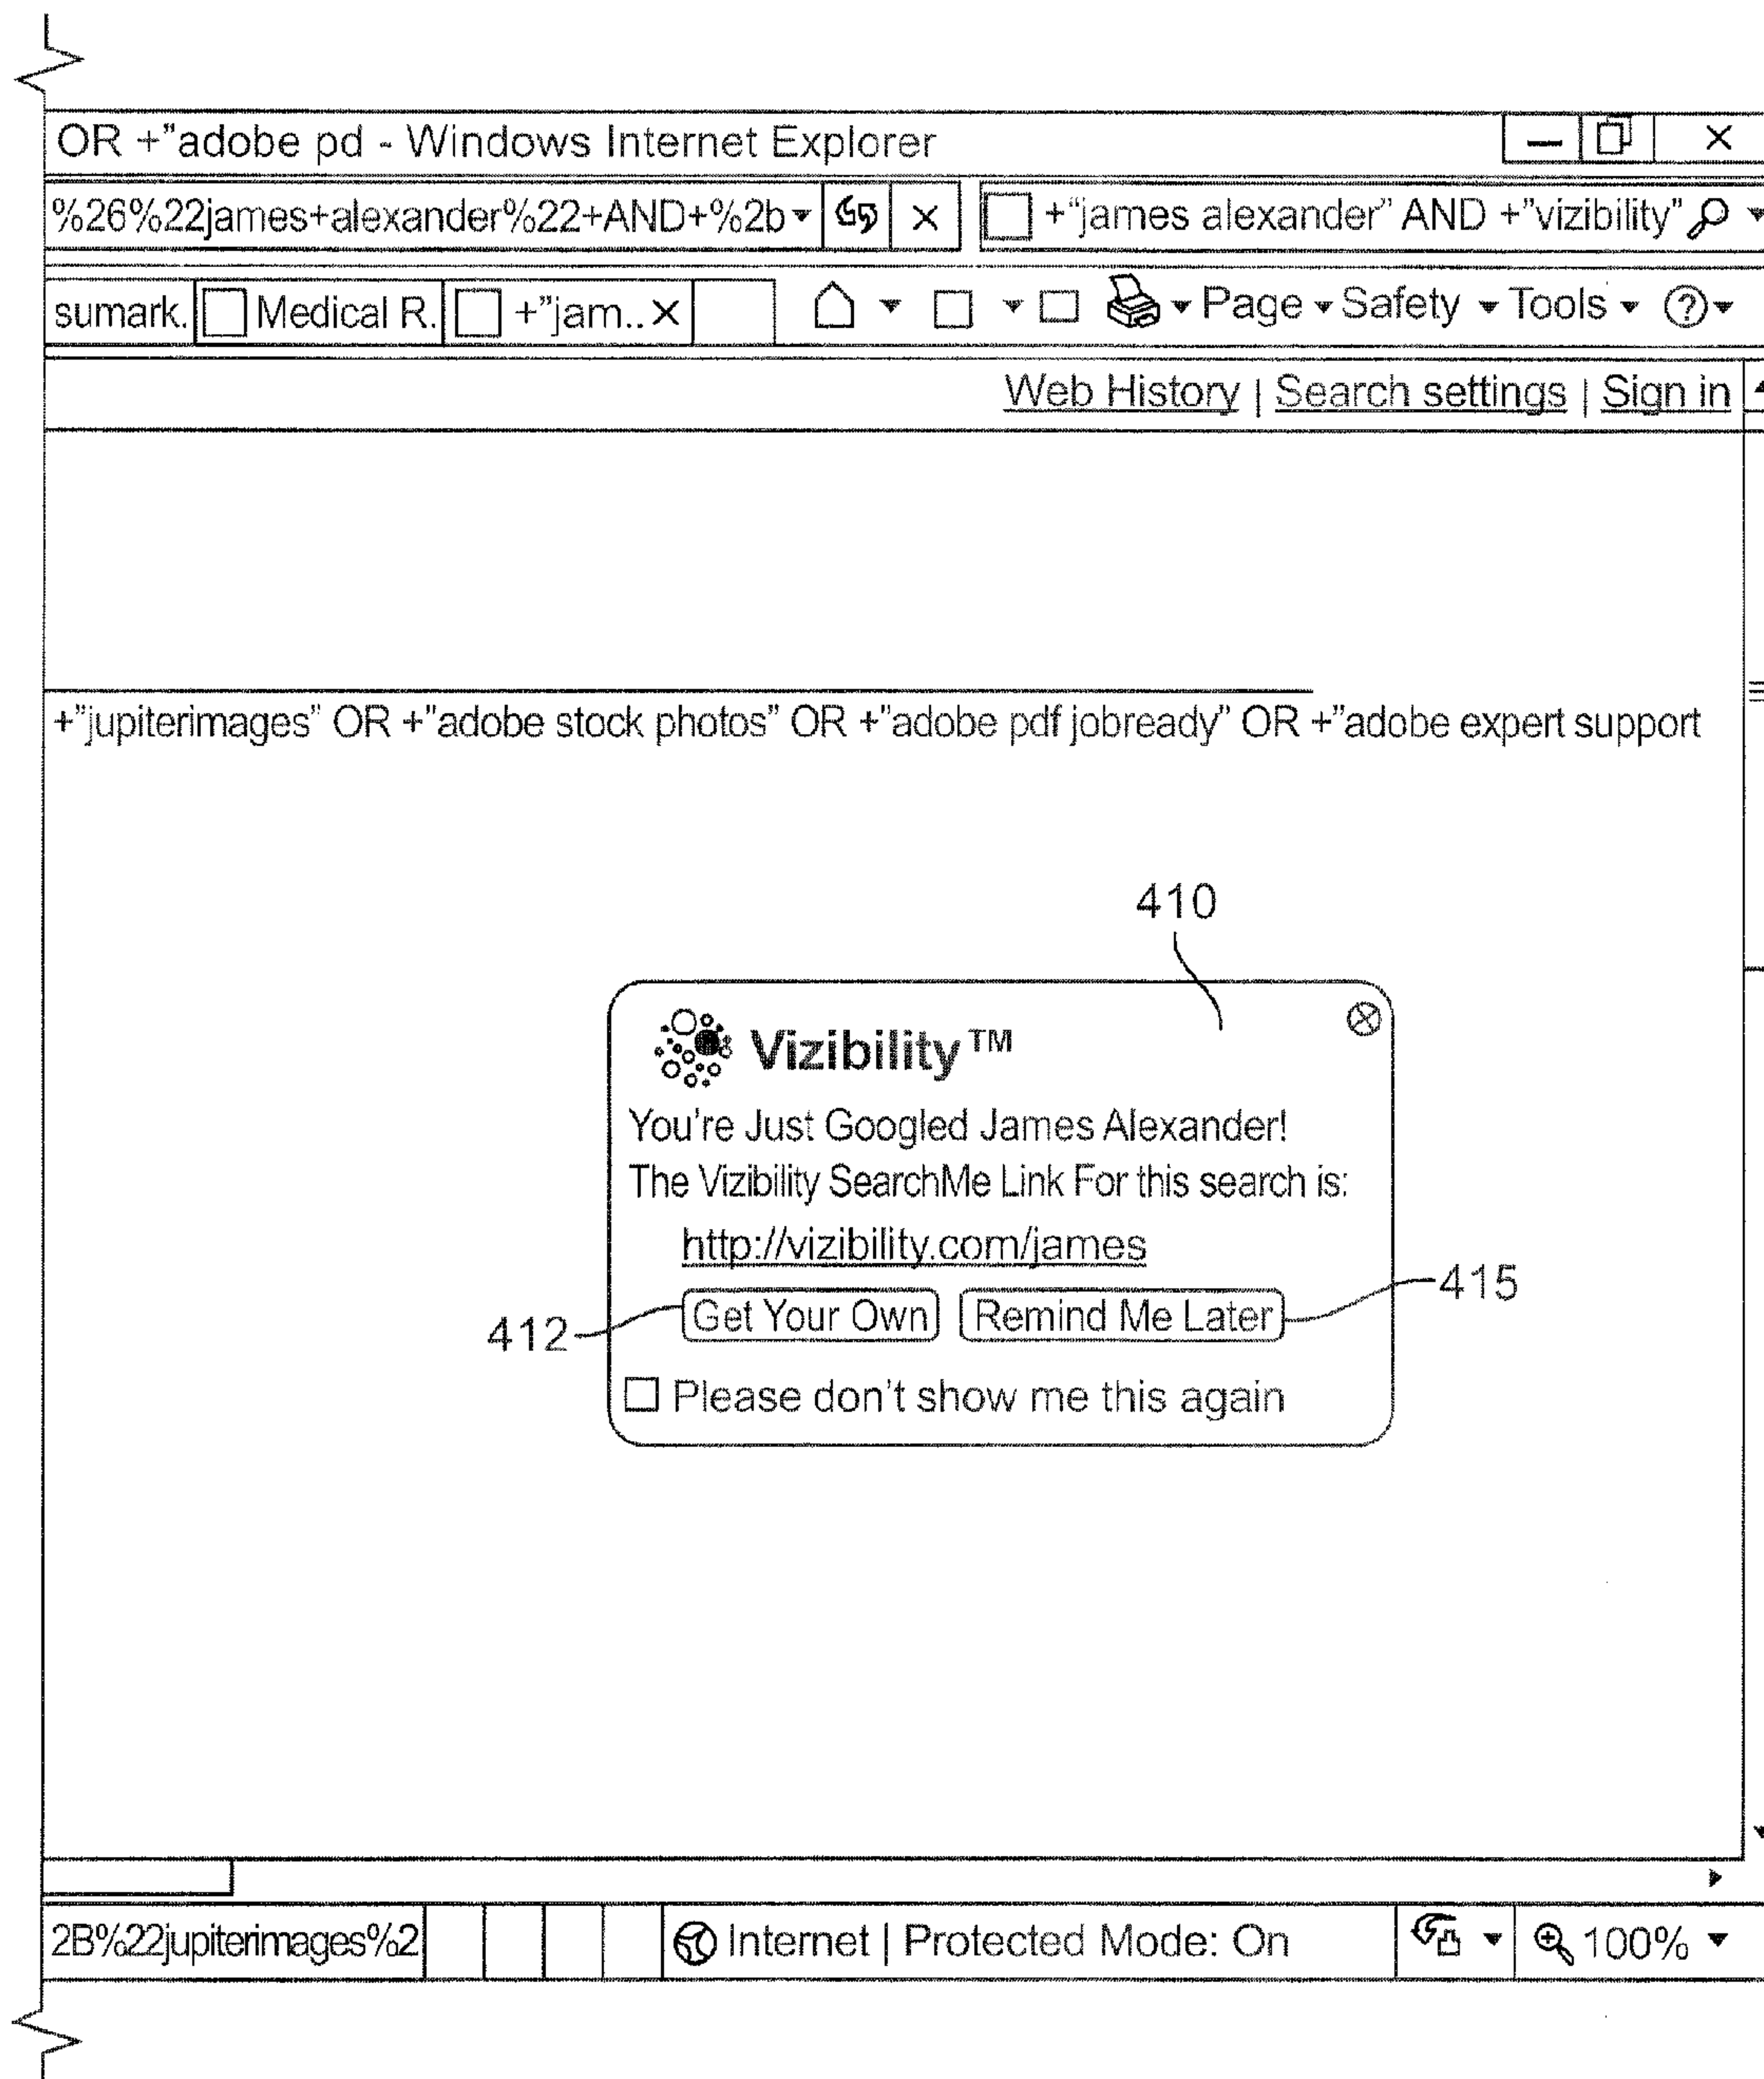 OR +"adobe pd - Windows Internet Explorer
%26%22james+alexander%22+AND+%2b +"james alexander" AND +"vizibility"
sumark. Medical R. +"jam.. Page Safety Tools ?
Web History | Search settings | Sign in
+"jupiterimages" OR +"adobe stock photos" OR +"adobe pdf jobready" OR +"adobe expert support
410
Vizibility™
You're Just Googled James Alexander!
The Vizibility SearchMe Link For this search is:
http://vizibility.com/james
412 Get Your Own Remind Me Later 415
Please don't show me this again
2B%22jupiterimages%2 Internet | Protected Mode: On 100%